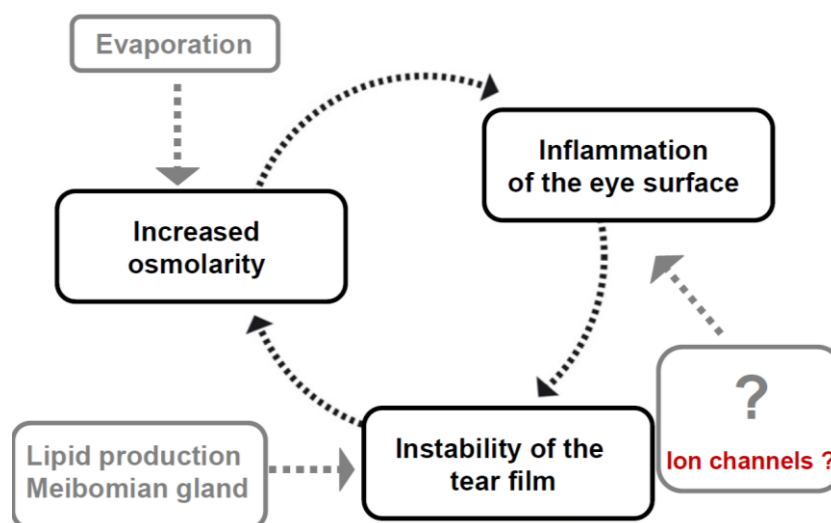 Evaporation
Inflammation
of the eye surface
Increased
osmolarity
?
Ion channels ?
Instability of the
tear film
Lipid production
Meibomian gland